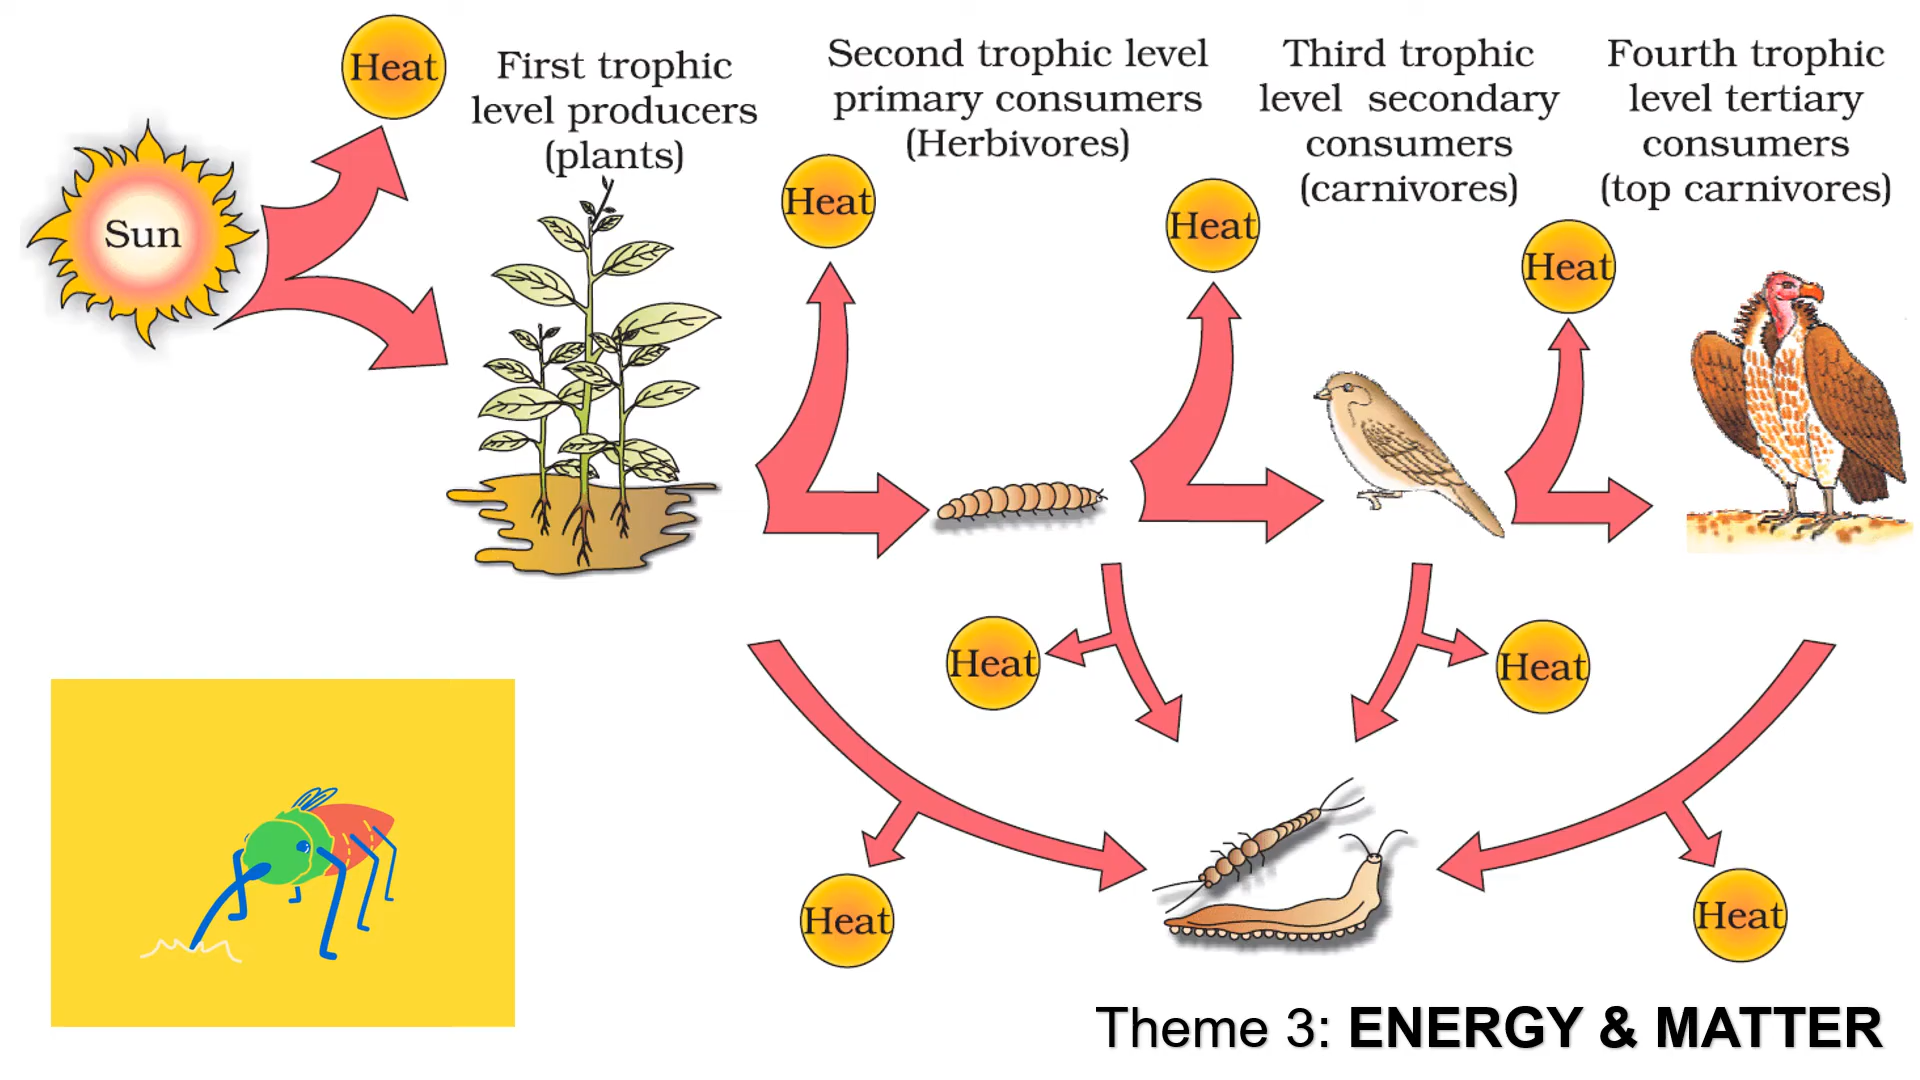 Heat
First trophic
level producers
(plants)
Second trophic level
primary consumers
(Herbivores)
Third trophic
level secondary
consumers
(carnivores)
Fourth trophic
level tertiary
consumers
(top carnivores)
Sun
Heat
Heat
Heat
Heat
Heat
Heat
Heat
Theme 3: ENERGY & MATTER